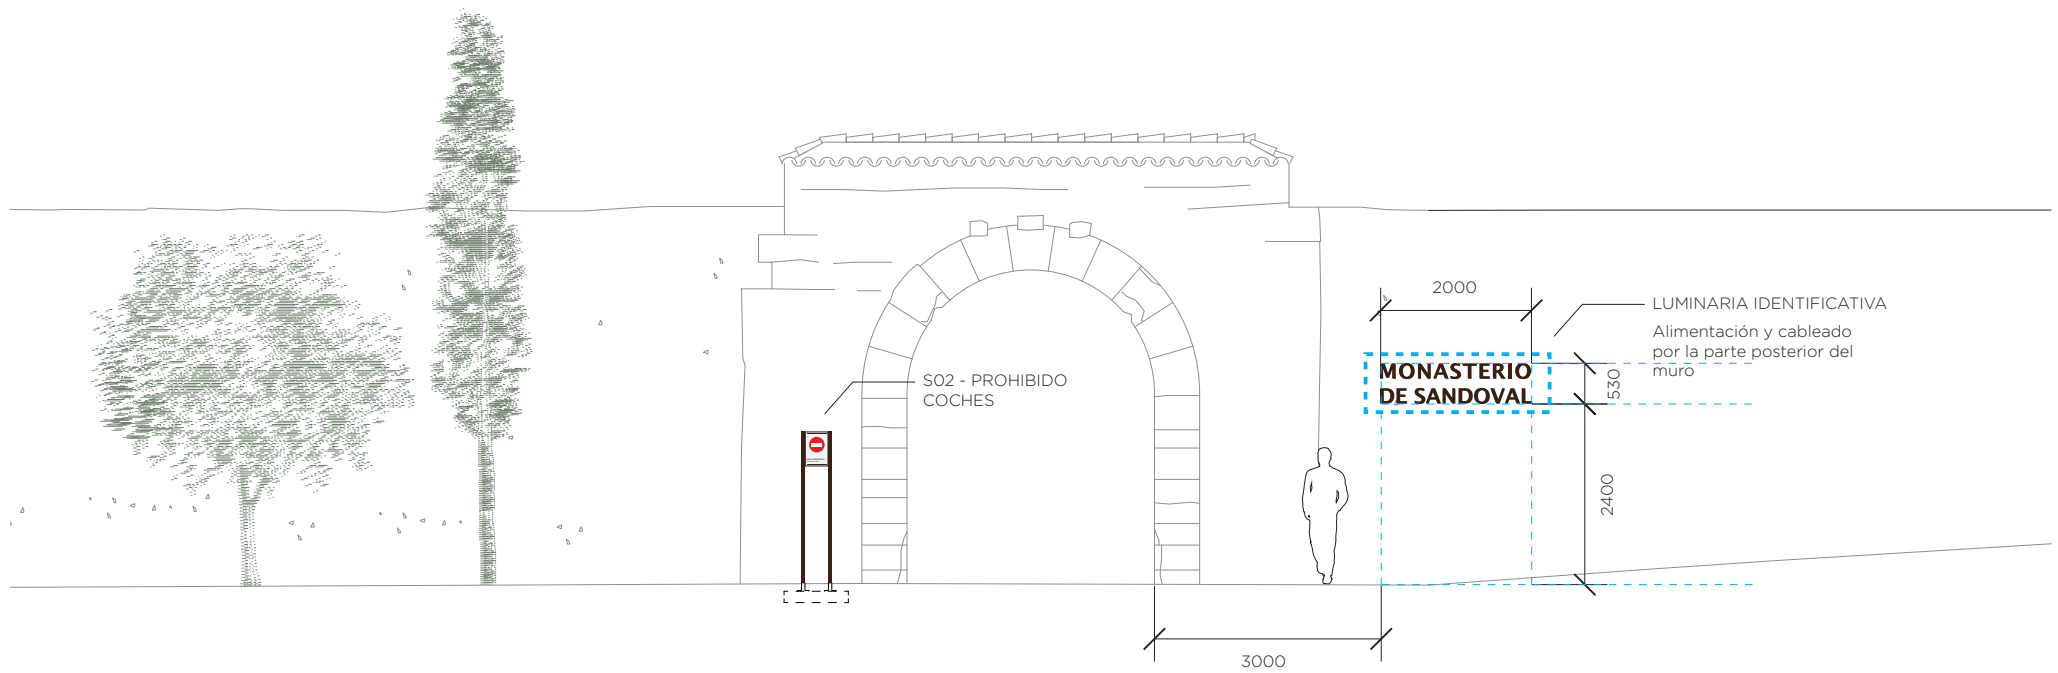 2000
LUMINARIA IDENTIFICATIVA
Alimentación y cableado
por la parte posterior del
muro
MONASTERIO
DE SANDOVAL
530
S02 - PROHIBIDO
COCHES
2400
3000